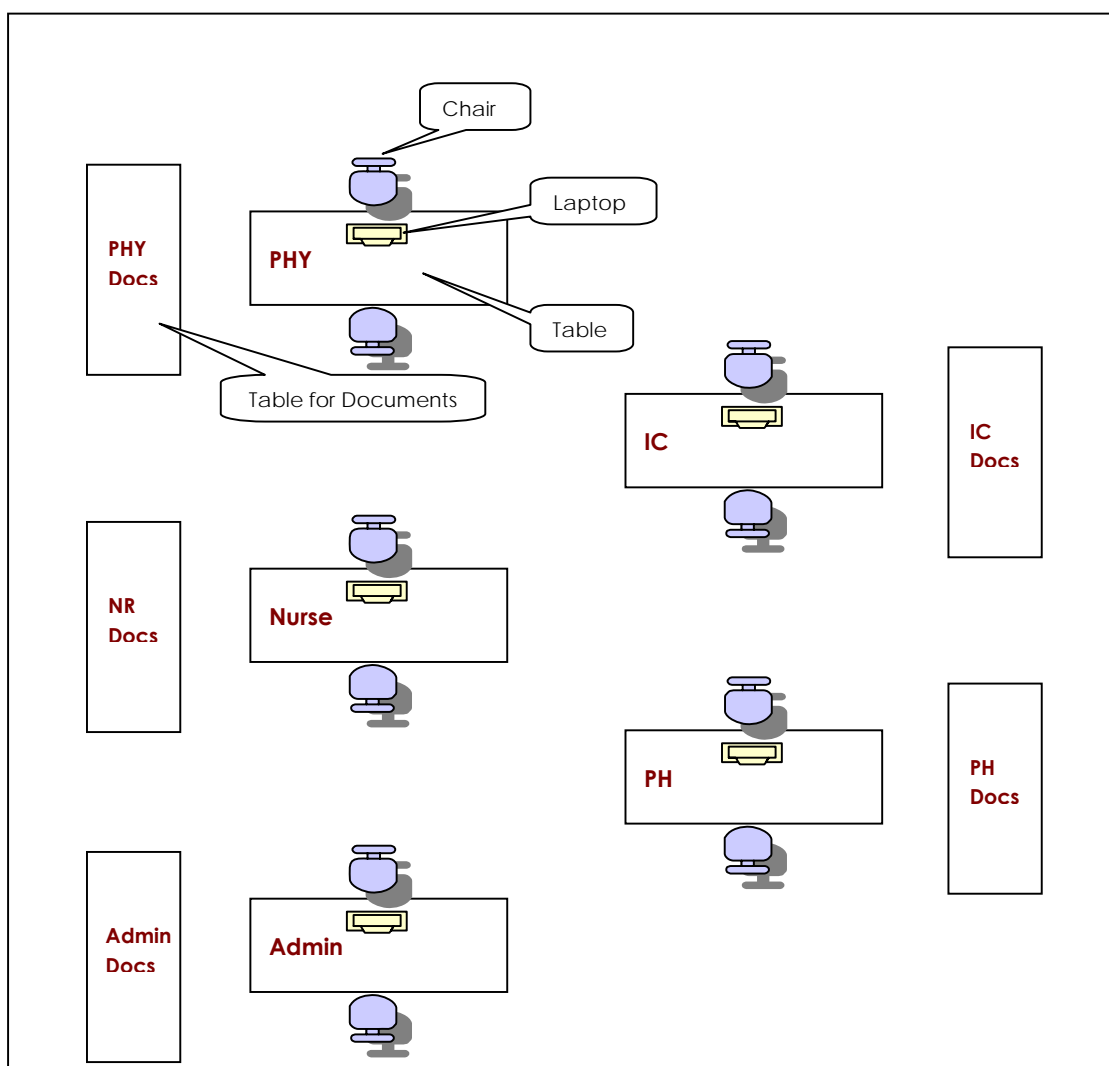 Chair
Laptop
PHY
Docs
PHY
Table
Table for Documents
IC
IC
Docs
NR
Docs
Nurse
PH
PH
Docs
Admin
Docs
Admin